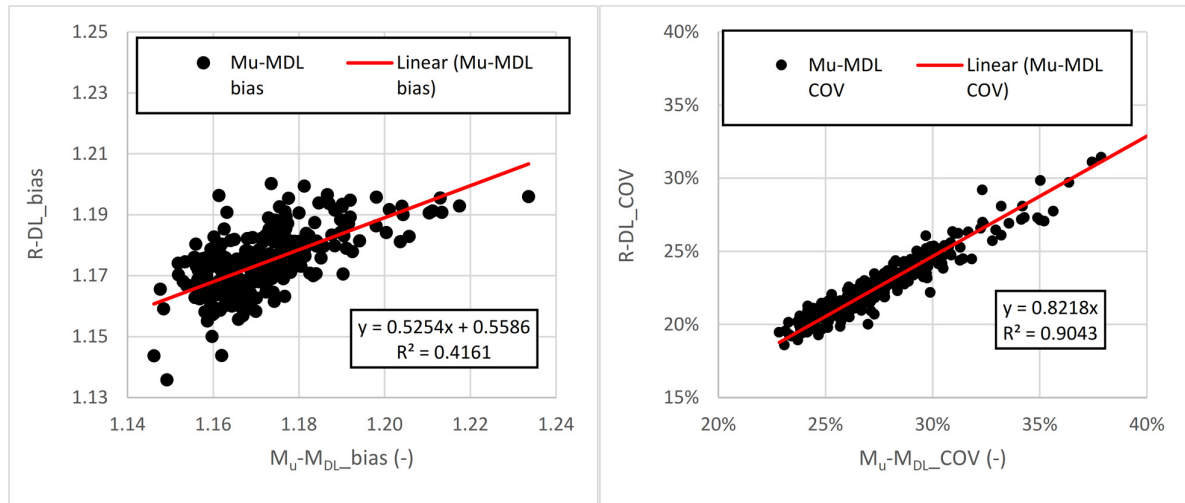 1.25
1.23
1.21
1.19
1.17
1.15
1.13
R-DL_bias
Mu-MDL
bias
Linear (Mu-MDL
bias)
y = 0.5254x + 0.5586
R² = 0.4161
1.14 1.16 1.18 1.20 1.22 1.24
Mu-MDL_bias (-)
40%
35%
30%
25%
20%
15%
R-DL_COV
Mu-MDL
COV
Linear (Mu-MDL
COV)
y = 0.8218x
R² = 0.9043
20% 25% 30% 35% 40%
Mu-MDL_COV (-)